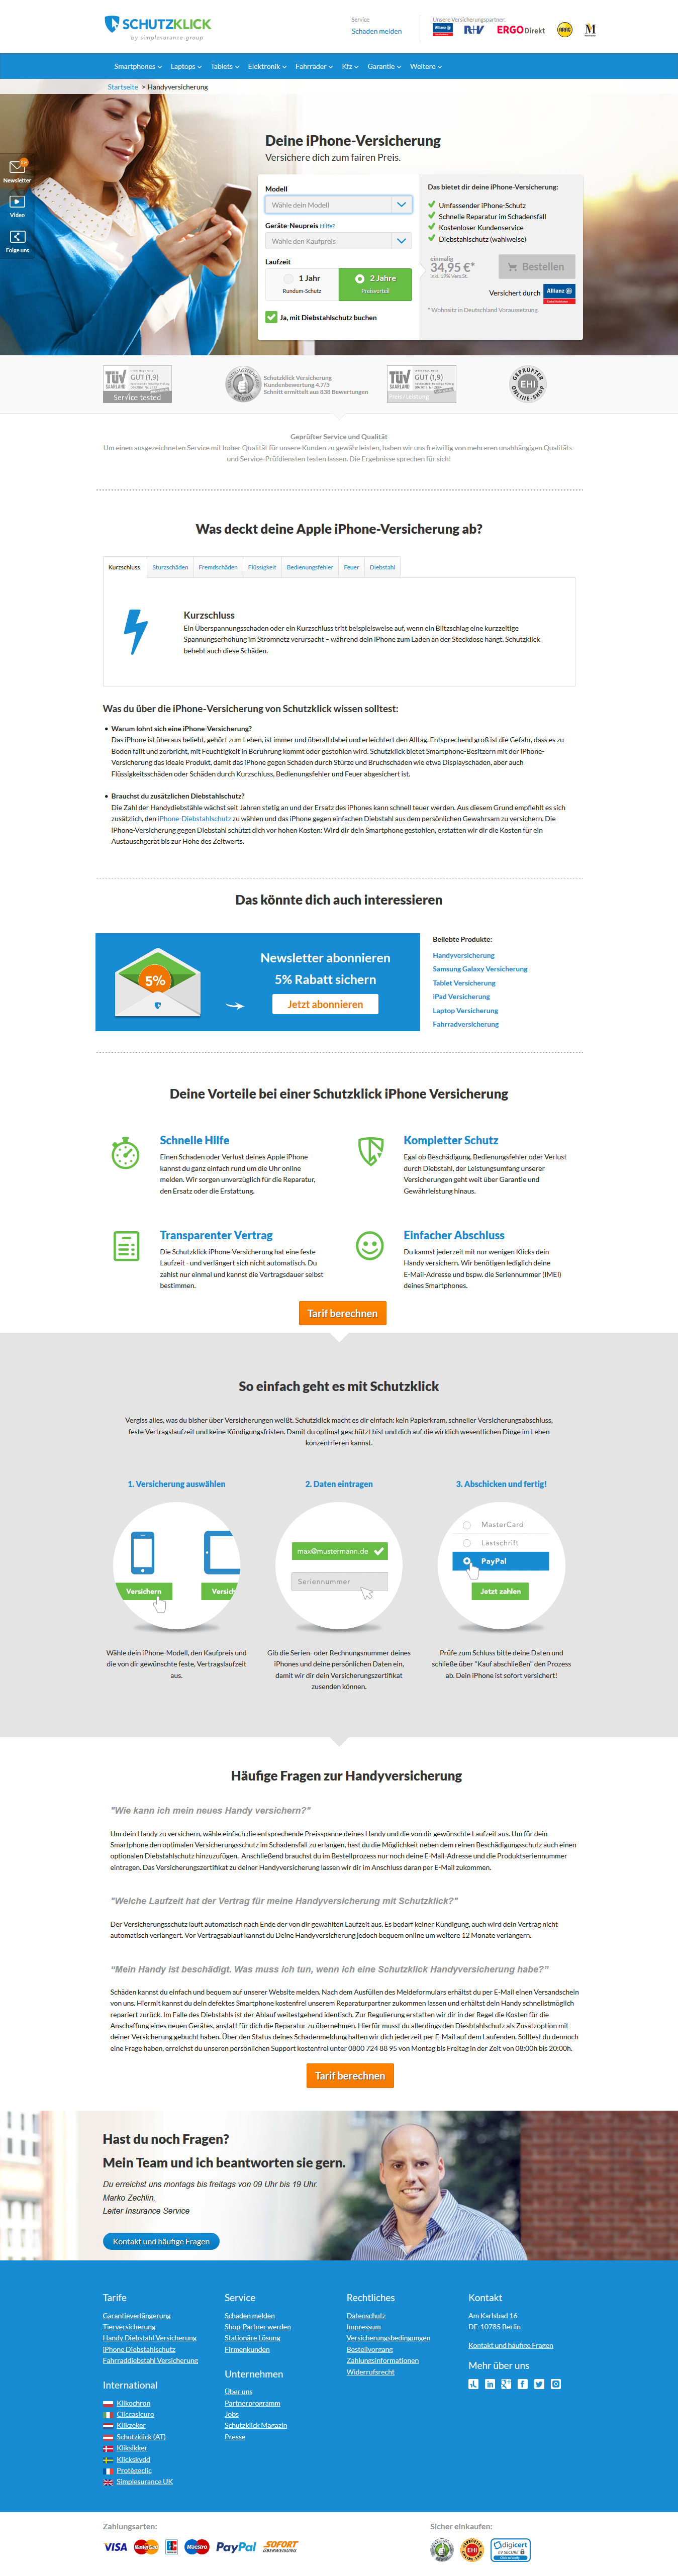 SCHUTZKLICK
by simplesurance-group
Service
Schaden melden
Unsere Versicherungspartner:
Allianz
R+V
ERGO Direkt
Smartphones Laptops Tablets Elektronik Fahrräder Kfz Garantie Weitere
Startseite > Handyversicherung
Newsletter
Video
Folge uns
Deine iPhone-Versicherung
Versichere dich zum fairen Preis.
Modell
Wähle dein Modell
Geräte-Neupreis Hilfe?
Wähle den Kaufpreis
Laufzeit
1 Jahr
Rundum-Schutz
2 Jahre
Preisvorteil
Ja, mit Diebstahlschutz buchen
Das bietet dir deine iPhone-Versicherung:
Umfassender iPhone-Schutz
Schnelle Reparatur im Schadensfall
Kostenloser Kundenservice
Diebstahlschutz (wahlweise)
einmalig
34,95 €*
inkl. 19% Vers.St.
Bestellen
Versichert durch
Allianz
* Wohnsitz in Deutschland Voraussetzung.
TÜV SAARLAND
GUT (1,9)
Service tested
Schutzklick Versicherung
Kundenbewertung 4.7/5
Schnitt ermittelt aus 838 Bewertungen
TÜV SAARLAND
GUT (1,9)
Preis/Leistung
GEPRÜFTER ONLINE-SHOP
EHI
Geprüfter Service und Qualität
Um einen ausgezeichneten Service mit hoher Qualität für unsere Kunden zu gewährleisten, haben wir uns freiwillig von mehreren unabhängigen Qualitäts-
und Service-Prüfdiensten testen lassen. Die Ergebnisse sprechen für sich!
Was deckt deine Apple iPhone-Versicherung ab?
Kurzschluss Sturzschäden Fremdschäden Flüssigkeit Bedienungsfehler Feuer Diebstahl
Kurzschluss
Ein Überspannungsschaden oder ein Kurzschluss tritt beispielsweise auf, wenn ein Blitzschlag eine kurzzeitige
Spannungserhöhung im Stromnetz verursacht – während dein iPhone zum Laden an der Steckdose hängt. Schutzklick
behebt auch diese Schäden.
Was du über die iPhone-Versicherung von Schutzklick wissen solltest:
Warum lohnt sich eine iPhone-Versicherung?
Das iPhone ist überaus beliebt, gehört zum Leben, ist immer und überall dabei und erleichtert den Alltag. Entsprechend groß ist die Gefahr, dass es zu
Boden fällt und zerbricht, mit Feuchtigkeit in Berührung kommt oder gestohlen wird. Schutzklick bietet Smartphone-Besitzern mit der iPhone-
Versicherung das ideale Produkt, damit das iPhone gegen Schäden durch Stürze und Bruchschäden wie etwa Displayschäden, aber auch
Flüssigkeitsschäden oder Schäden durch Kurzschluss, Bedienungsfehler und Feuer abgesichert ist.
Brauchst du zusätzlichen Diebstahlschutz?
Die Zahl der Handydiebstähle wächst seit Jahren stetig an und der Ersatz des iPhones kann schnell teuer werden. Aus diesem Grund empfiehlt es sich
zusätzlich, den iPhone-Diebstahlschutz zu wählen und das iPhone gegen einfachen Diebstahl aus dem persönlichen Gewahrsam zu versichern. Die
iPhone-Versicherung gegen Diebstahl schützt dich vor hohen Kosten: Wird dir dein Smartphone gestohlen, erstatten wir dir die Kosten für ein
Austauschgerät bis zur Höhe des Zeitwerts.
Das könnte dich auch interessieren
5%
Newsletter abonnieren
5% Rabatt sichern
Jetzt abonnieren
Beliebte Produkte:
Handyversicherung
Samsung Galaxy Versicherung
Tablet Versicherung
iPad Versicherung
Laptop Versicherung
Fahrradversicherung
Deine Vorteile bei einer Schutzklick iPhone Versicherung
Schnelle Hilfe
Einen Schaden oder Verlust deines Apple iPhone
kannst du ganz einfach rund um die Uhr online
melden. Wir sorgen unverzüglich für die Reparatur,
den Ersatz oder die Erstattung.
Kompletter Schutz
Egal ob Beschädigung, Bedienungsfehler oder Verlust
durch Diebstahl, der Leistungsumfang unserer
Versicherungen geht weit über Garantie und
Gewährleistung hinaus.
Transparenter Vertrag
Die Schutzklick iPhone-Versicherung hat eine feste
Laufzeit - und verlängert sich nicht automatisch. Du
zahlst nur einmal und kannst die Vertragsdauer selbst
bestimmen.
Einfacher Abschluss
Du kannst jederzeit mit nur wenigen Klicks dein
Handy versichern. Wir benötigen lediglich deine
E-Mail-Adresse und bspw. die Seriennummer (IMEI)
deines Smartphones.
Tarif berechnen
So einfach geht es mit Schutzklick
Vergiss alles, was du bisher über Versicherungen weißt. Schutzklick macht es dir einfach: kein Papierkram, schneller Versicherungsabschluss,
feste Vertragslaufzeit und keine Kündigungsfristen. Damit du optimal geschützt bist und dich auf die wirklich wesentlichen Dinge im Leben
konzentrieren kannst.
1. Versicherung auswählen
2. Daten eintragen
3. Abschicken und fertig!
Versichern
Versich
max@mustermann.de
Seriennummer
MasterCard
Lastschrift
PayPal
Jetzt zahlen
Wähle dein iPhone-Modell, den Kaufpreis und
die von dir gewünschte feste, Vertragslaufzeit
aus.
Gib die Serien- oder Rechnungsnummer deines
iPhones und deine persönlichen Daten ein,
damit wir dir dein Versicherungszertifikat
zusenden können.
Prüfe zum Schluss bitte deine Daten und
schließe über "Kauf abschließen" den Prozess
ab. Dein iPhone ist sofort versichert!
Häufige Fragen zur Handyversicherung
"Wie kann ich mein neues Handy versichern?"
Um dein Handy zu versichern, wähle einfach die entsprechende Preisspanne deines Handy und die von dir gewünschte Laufzeit aus. Um für dein
Smartphone den optimalen Versicherungsschutz im Schadensfall zu erlangen, hast du die Möglichkeit neben dem reinen Beschädigungsschutz auch einen
optionalen Diebstahlschutz hinzuzufügen. Anschließend brauchst du im Bestellprozess nur noch deine E-Mail-Adresse und die Produktseriennummer
eintragen. Das Versicherungszertifikat zu deiner Handyversicherung lassen wir dir im Anschluss daran per E-Mail zukommen.
"Welche Laufzeit hat der Vertrag für meine Handyversicherung mit Schutzklick?"
Der Versicherungsschutz läuft automatisch nach Ende der von dir gewählten Laufzeit aus. Es bedarf keiner Kündigung, auch wird dein Vertrag nicht
automatisch verlängert. Vor Vertragsablauf kannst du Deine Handyversicherung jedoch bequem online um weitere 12 Monate verlängern.
"Mein Handy ist beschädigt. Was muss ich tun, wenn ich eine Schutzklick Handyversicherung habe?"
Schäden kannst du einfach und bequem auf unserer Website melden. Nach dem Ausfüllen des Meldeformulars erhältst du per E-Mail einen Versandschein
von uns. Hiermit kannst du dein defektes Smartphone kostenfrei unserem Reparaturpartner zukommen lassen und erhältst dein Handy schnellstmöglich
repariert zurück. Im Falle des Diebstahls ist der Ablauf weitestgehend identisch. Zur Regulierung erstatten wir dir in der Regel die Kosten für die
Anschaffung eines neuen Gerätes, anstatt für dich die Reparatur zu übernehmen. Hierfür musst du allerdings den Diesbtahlschutz als Zusatzoption mit
deiner Versicherung gebucht haben. Über den Status deines Schadenmeldung halten wir dich jederzeit per E-Mail auf dem Laufenden. Solltest du dennoch
eine Frage haben, erreichst du unseren persönlichen Support kostenfrei unter 0800 724 88 95 von Montag bis Freitag in der Zeit von 08:00h bis 20:00h.
Tarif berechnen
Hast du noch Fragen?
Mein Team und ich beantworten sie gern.
Du erreichst uns montags bis freitags von 09 Uhr bis 19 Uhr.
Marko Zechlin,
Leiter Insurance Service
Kontakt und häufige Fragen
Tarife
Garantieverlängerung
Tierversicherung
Handy Diebstahl Versicherung
iPhone Diebstahlschutz
Fahrraddiebstahl Versicherung
International
Klikochron
Cliccasicuro
Klikzeker
Schutzklick (AT)
Kliksikker
Klickskydd
Protégeclic
Simplesurance UK
Service
Schaden melden
Shop-Partner werden
Stationäre Lösung
Firmenkunden
Unternehmen
Über uns
Partnerprogramm
Jobs
Schutzklick Magazin
Presse
Rechtliches
Datenschutz
Impressum
Versicherungsbedingungen
Bestellvorgang
Zahlungsinformationen
Widerrufsrecht
Kontakt
Am Karlsbad 16
DE-10785 Berlin
Kontakt und häufige Fragen
Mehr über uns
Zahlungsarten:
VISA MasterCard Maestro PayPal SOFORT ÜBERWEISUNG
Sicher einkaufen:
EHI
digicert
EV SECURE